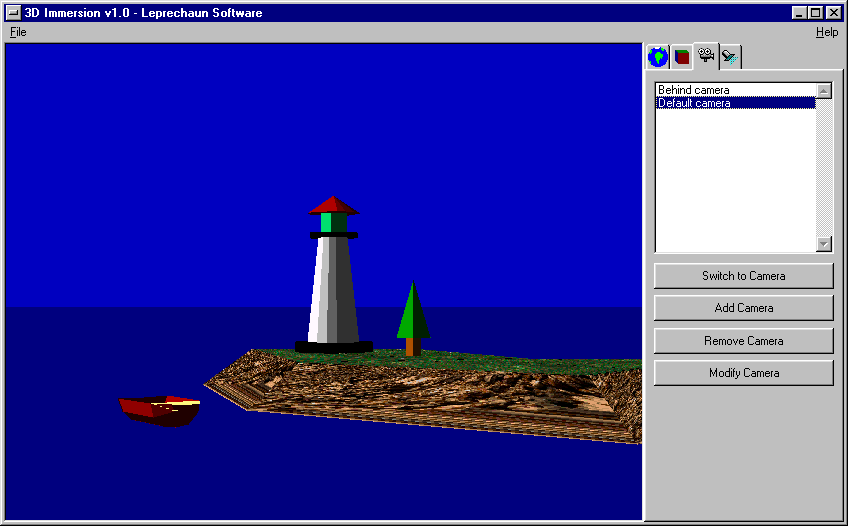 3D Immersion v1.0 - Leprechaun Software
File
Help
Behind camera
Default camera
Switch to Camera
Add Camera
Remove Camera
Modify Camera